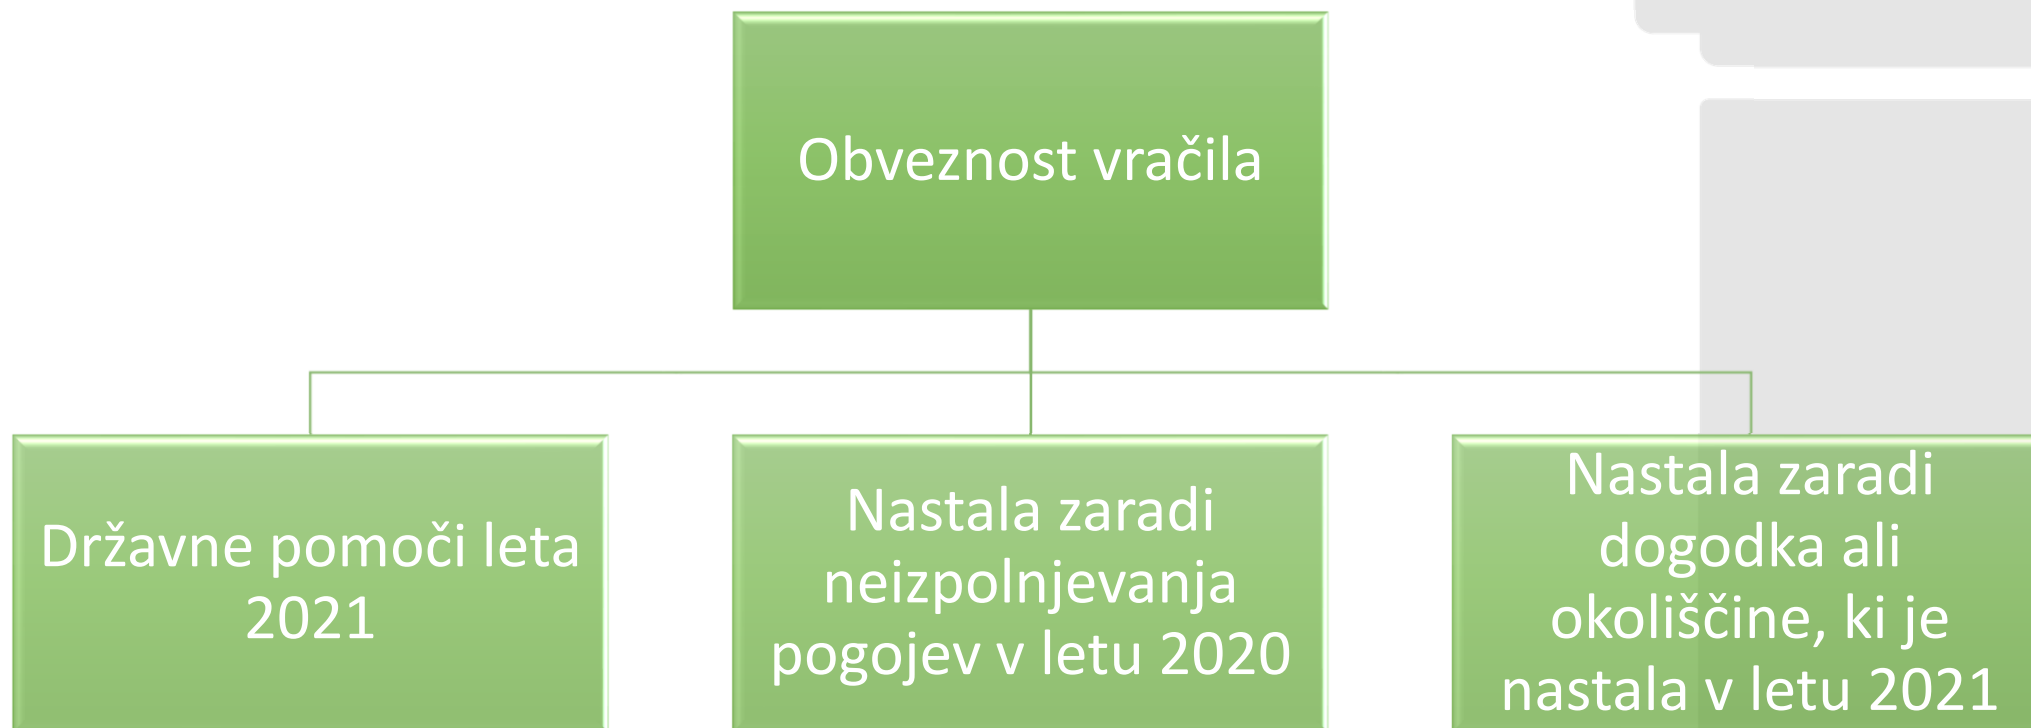 Obveznost vračila
Državne pomoči leta
2021
Nastala zaradi
neizpolnjevanja
pogojev v letu 2020
Nastala zaradi
dogodka ali
okoliščine, ki je
nastala v letu 2021